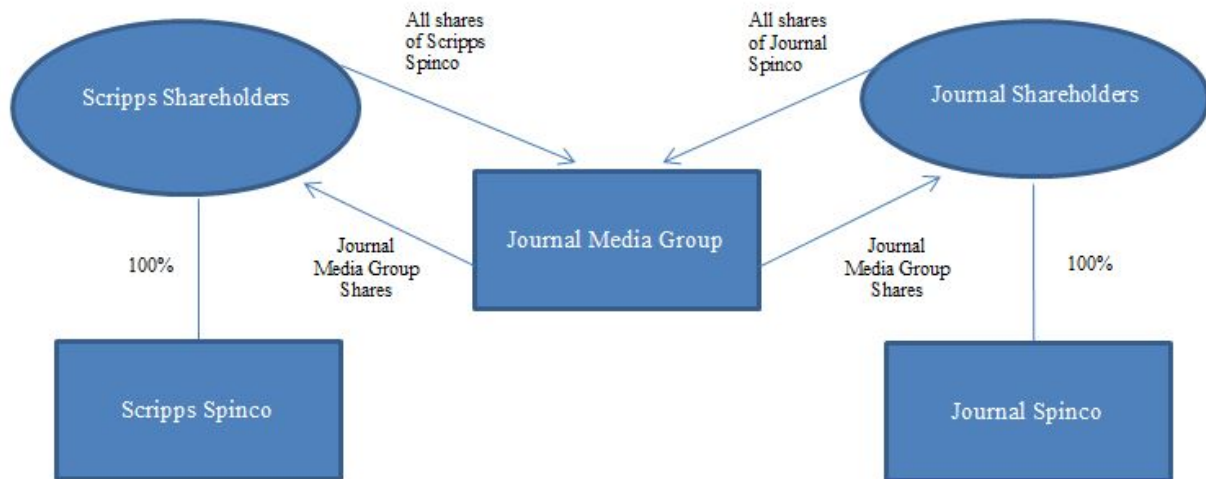 All shares
of Scripps
Spinco
All shares
of Journal
Spinco
Scripps Shareholders
Journal Shareholders
Journal Media Group
100%
Journal
Media Group
Shares
Journal
Media Group
Shares
100%
Scripps Spinco
Journal Spinco